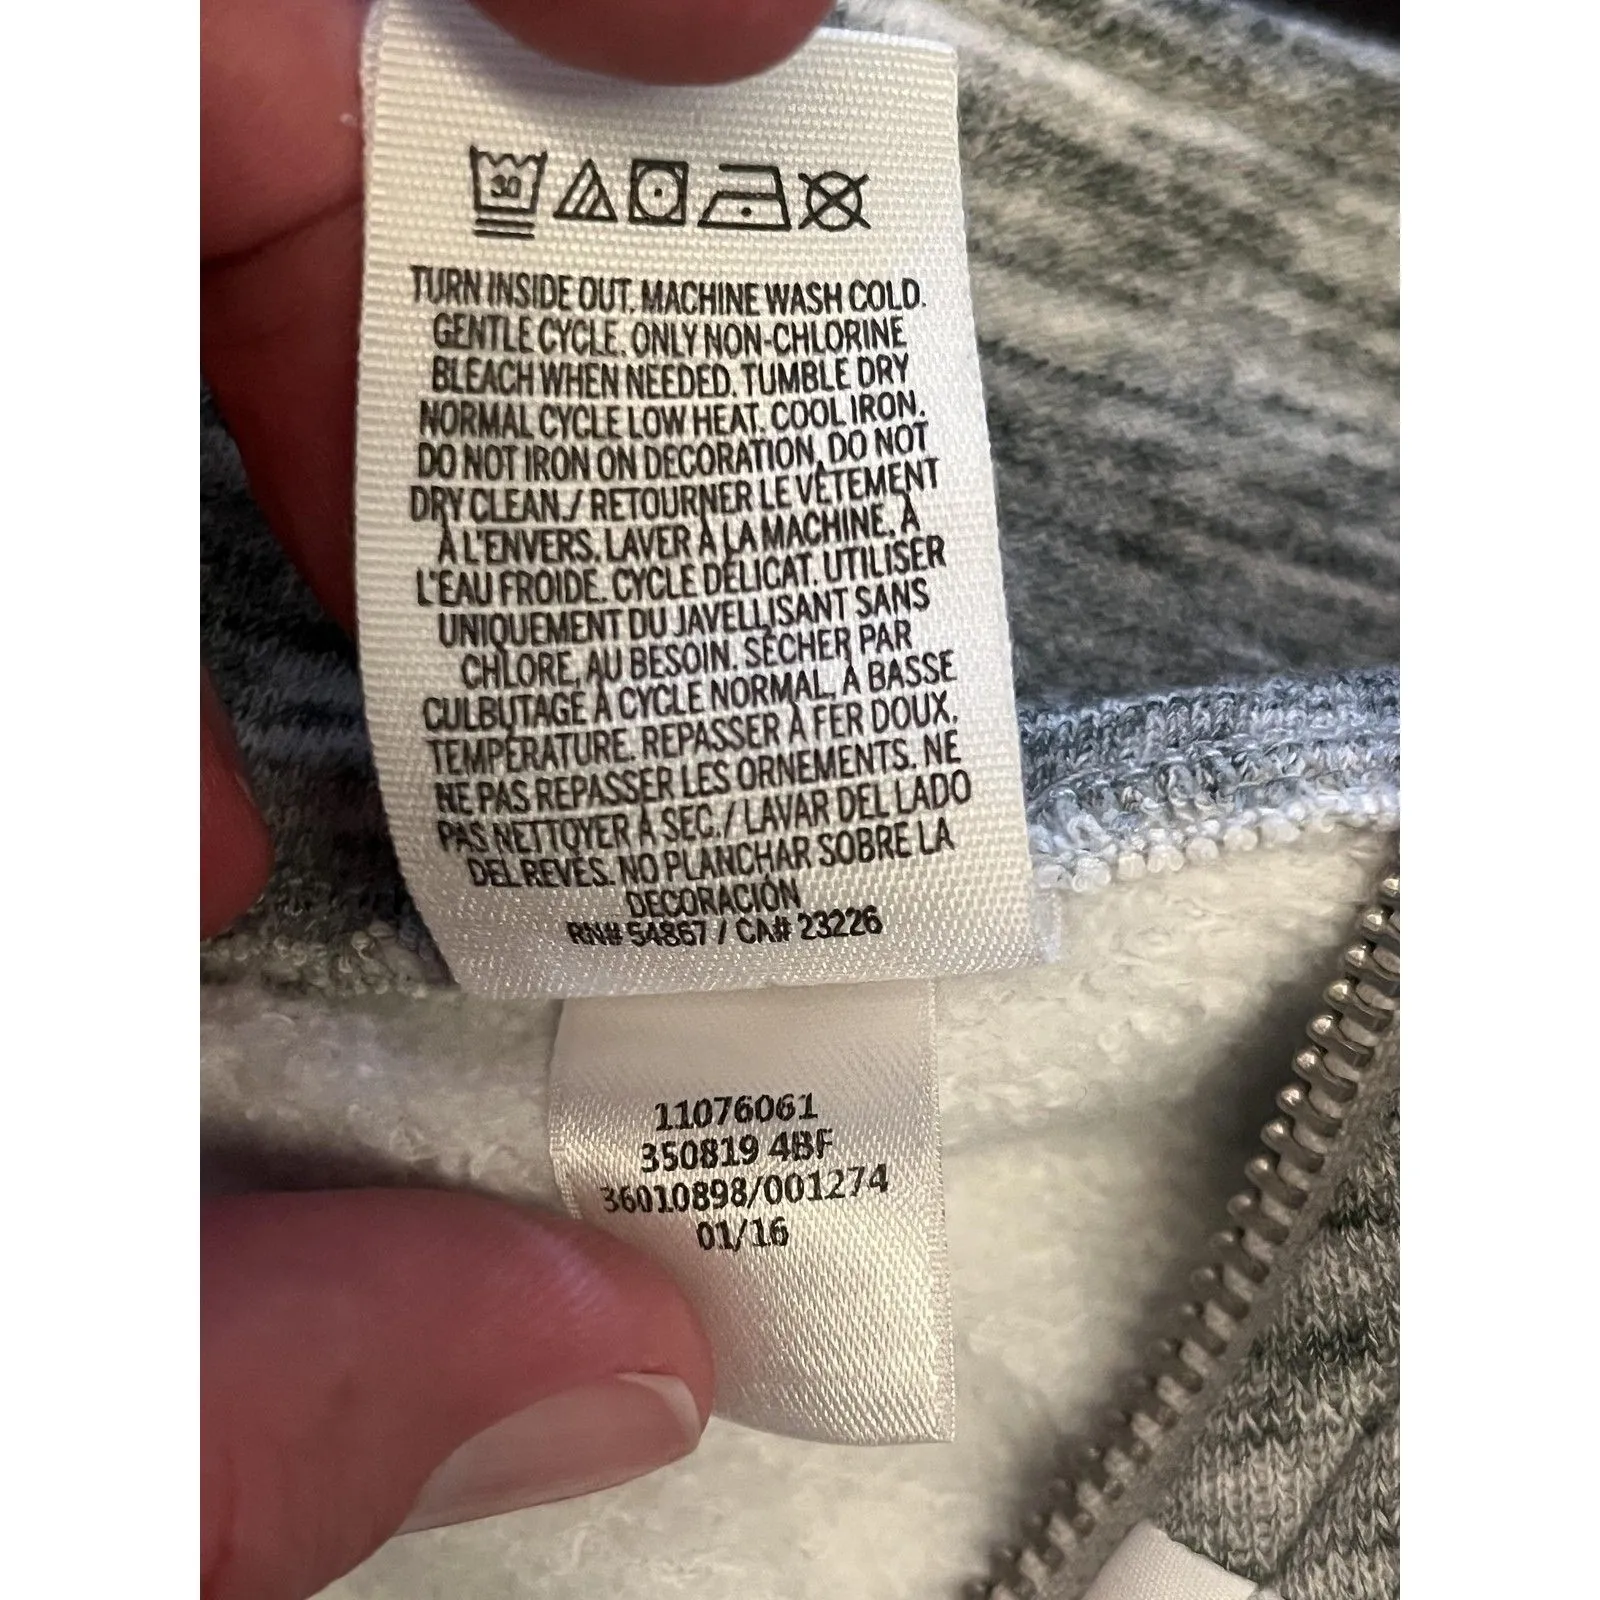 30
TURN INSIDE OUT. MACHINE WASH COLD.
GENTLE CYCLE. ONLY NON-CHLORINE
BLEACH WHEN NEEDED. TUMBLE DRY
NORMAL CYCLE LOW HEAT. COOL IRON.
DO NOT IRON ON DECORATION. DO NOT
DRY CLEAN. / RETOURNER LE VÊTEMENT
À L'ENVERS. LAVER À LA MACHINE, À
L'EAU FROIDE. CYCLE DÉLICAT. UTILISER
UNIQUEMENT DU JAVELLISANT SANS
CHLORE, AU BESOIN. SÉCHER PAR
CULBUTAGE À CYCLE NORMAL, À BASSE
TEMPÉRATURE. REPASSER À FER DOUX.
NE PAS REPASSER LES ORNEMENTS. NE
PAS NETTOYER À SEC. / LAVAR DEL LADO
DEL REVÉS. NO PLANCHAR SOBRE LA
DECORACIÓN
RN# 54867 / CA# 23226
11076061
350819 4BF
36010898/001274
01/16